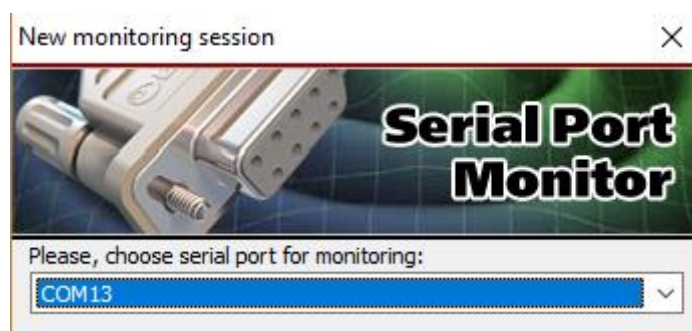 New monitoring session
Serial Port
Monitor
Please, choose serial port for monitoring:
COM13